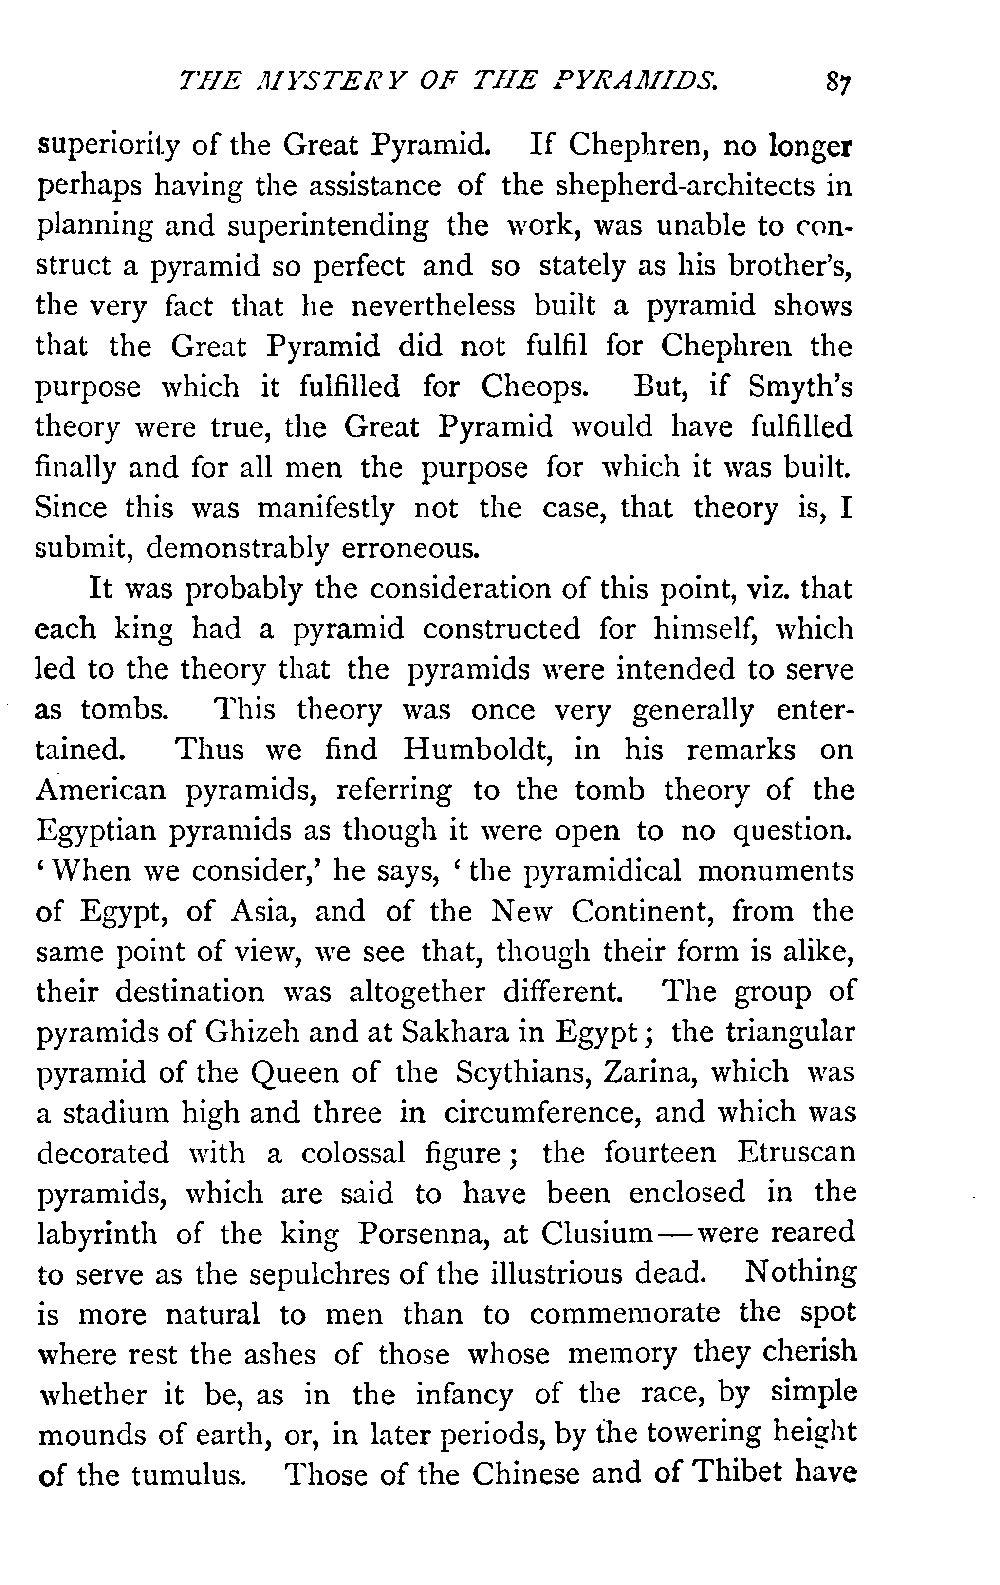 THE MYSTERY OF THE PYRAMIDS. 87
superiority of the Great Pyramid. If Chephren, no longer
perhaps having the assistance of the shepherd-architects in
planning and superintending the work, was unable to con-
struct a pyramid so perfect and so stately as his brother's,
the very fact that he nevertheless built a pyramid shows
that the Great Pyramid did not fulfil for Chephren the
purpose which it fulfilled for Cheops. But, if Smyth's
theory were true, the Great Pyramid would have fulfilled
finally and for all men the purpose for which it was built.
Since this was manifestly not the case, that theory is, I
submit, demonstrably erroneous.
It was probably the consideration of this point, viz. that
each king had a pyramid constructed for himself, which
led to the theory that the pyramids were intended to serve
as tombs. This theory was once very generally enter-
tained. Thus we find Humboldt, in his remarks on
American pyramids, referring to the tomb theory of the
Egyptian pyramids as though it were open to no question.
‘When we consider,’ he says, ‘the pyramidical monuments
of Egypt, of Asia, and of the New Continent, from the
same point of view, we see that, though their form is alike,
their destination was altogether different. The group of
pyramids of Ghizeh and at Sakhara in Egypt; the triangular
pyramid of the Queen of the Scythians, Zarina, which was
a stadium high and three in circumference, and which was
decorated with a colossal figure; the fourteen Etruscan
pyramids, which are said to have been enclosed in the
labyrinth of the king Porsenna, at Clusium—were reared
to serve as the sepulchres of the illustrious dead. Nothing
is more natural to men than to commemorate the spot
where rest the ashes of those whose memory they cherish
whether it be, as in the infancy of the race, by simple
mounds of earth, or, in later periods, by the towering height
of the tumulus. Those of the Chinese and of Thibet have